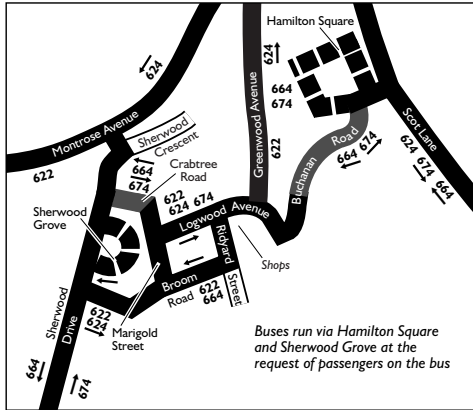 Hamilton Square
624
624
664
674
Greenwood Avenue
Scot Lane
Montrose Avenue
Sherwood
Crescent
622
664
674
Crabtree
Road
622
Buchanan Road
664 674
624
674
664
622
624 674
Sherwood
Grove
Logwood Avenue
Ridyard
Street
Shops
Broom
Road
622
664
Sherwood
Drive
622
624
Marigold
Street
664
674
Buses run via Hamilton Square
and Sherwood Grove at the
request of passengers on the bus